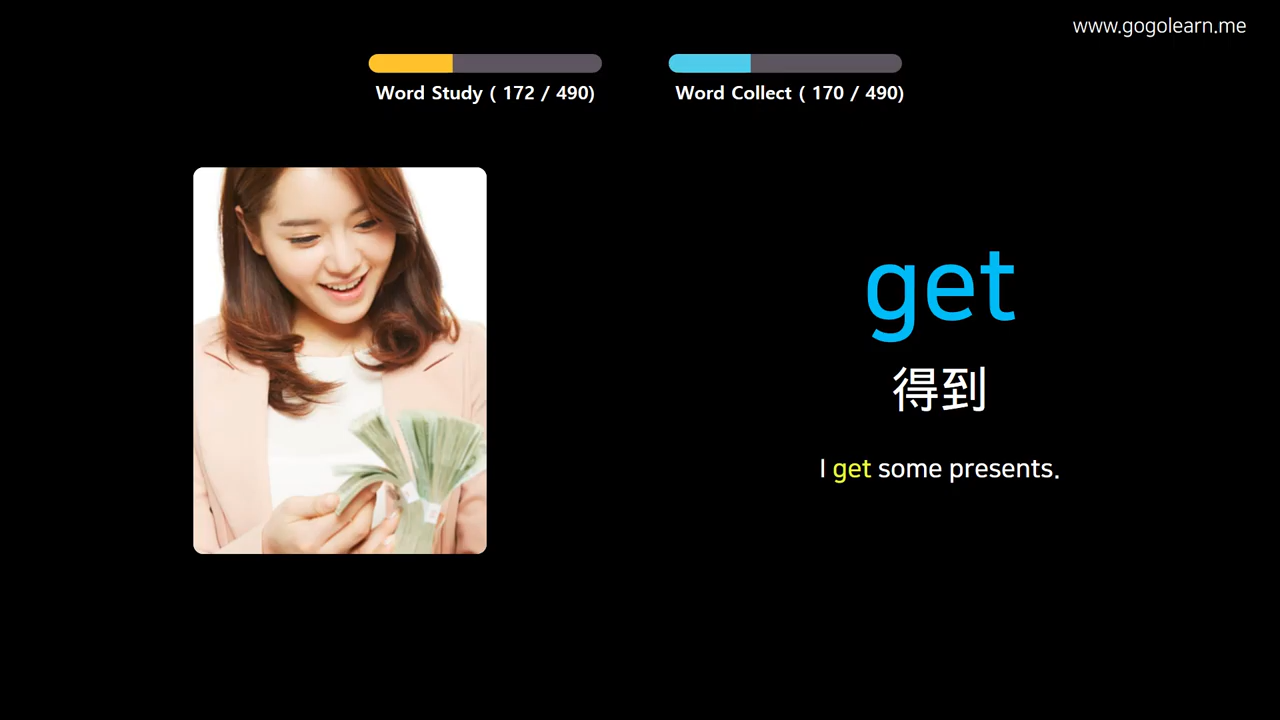 www.gogolearn.me
Word Study ( 172 / 490)
Word Collect ( 170 / 490)
get
得到
I get some presents.